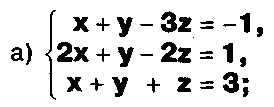 x + y – 3z = –1,
а) 2x + y – 2z = 1,
x + y + z = 3;